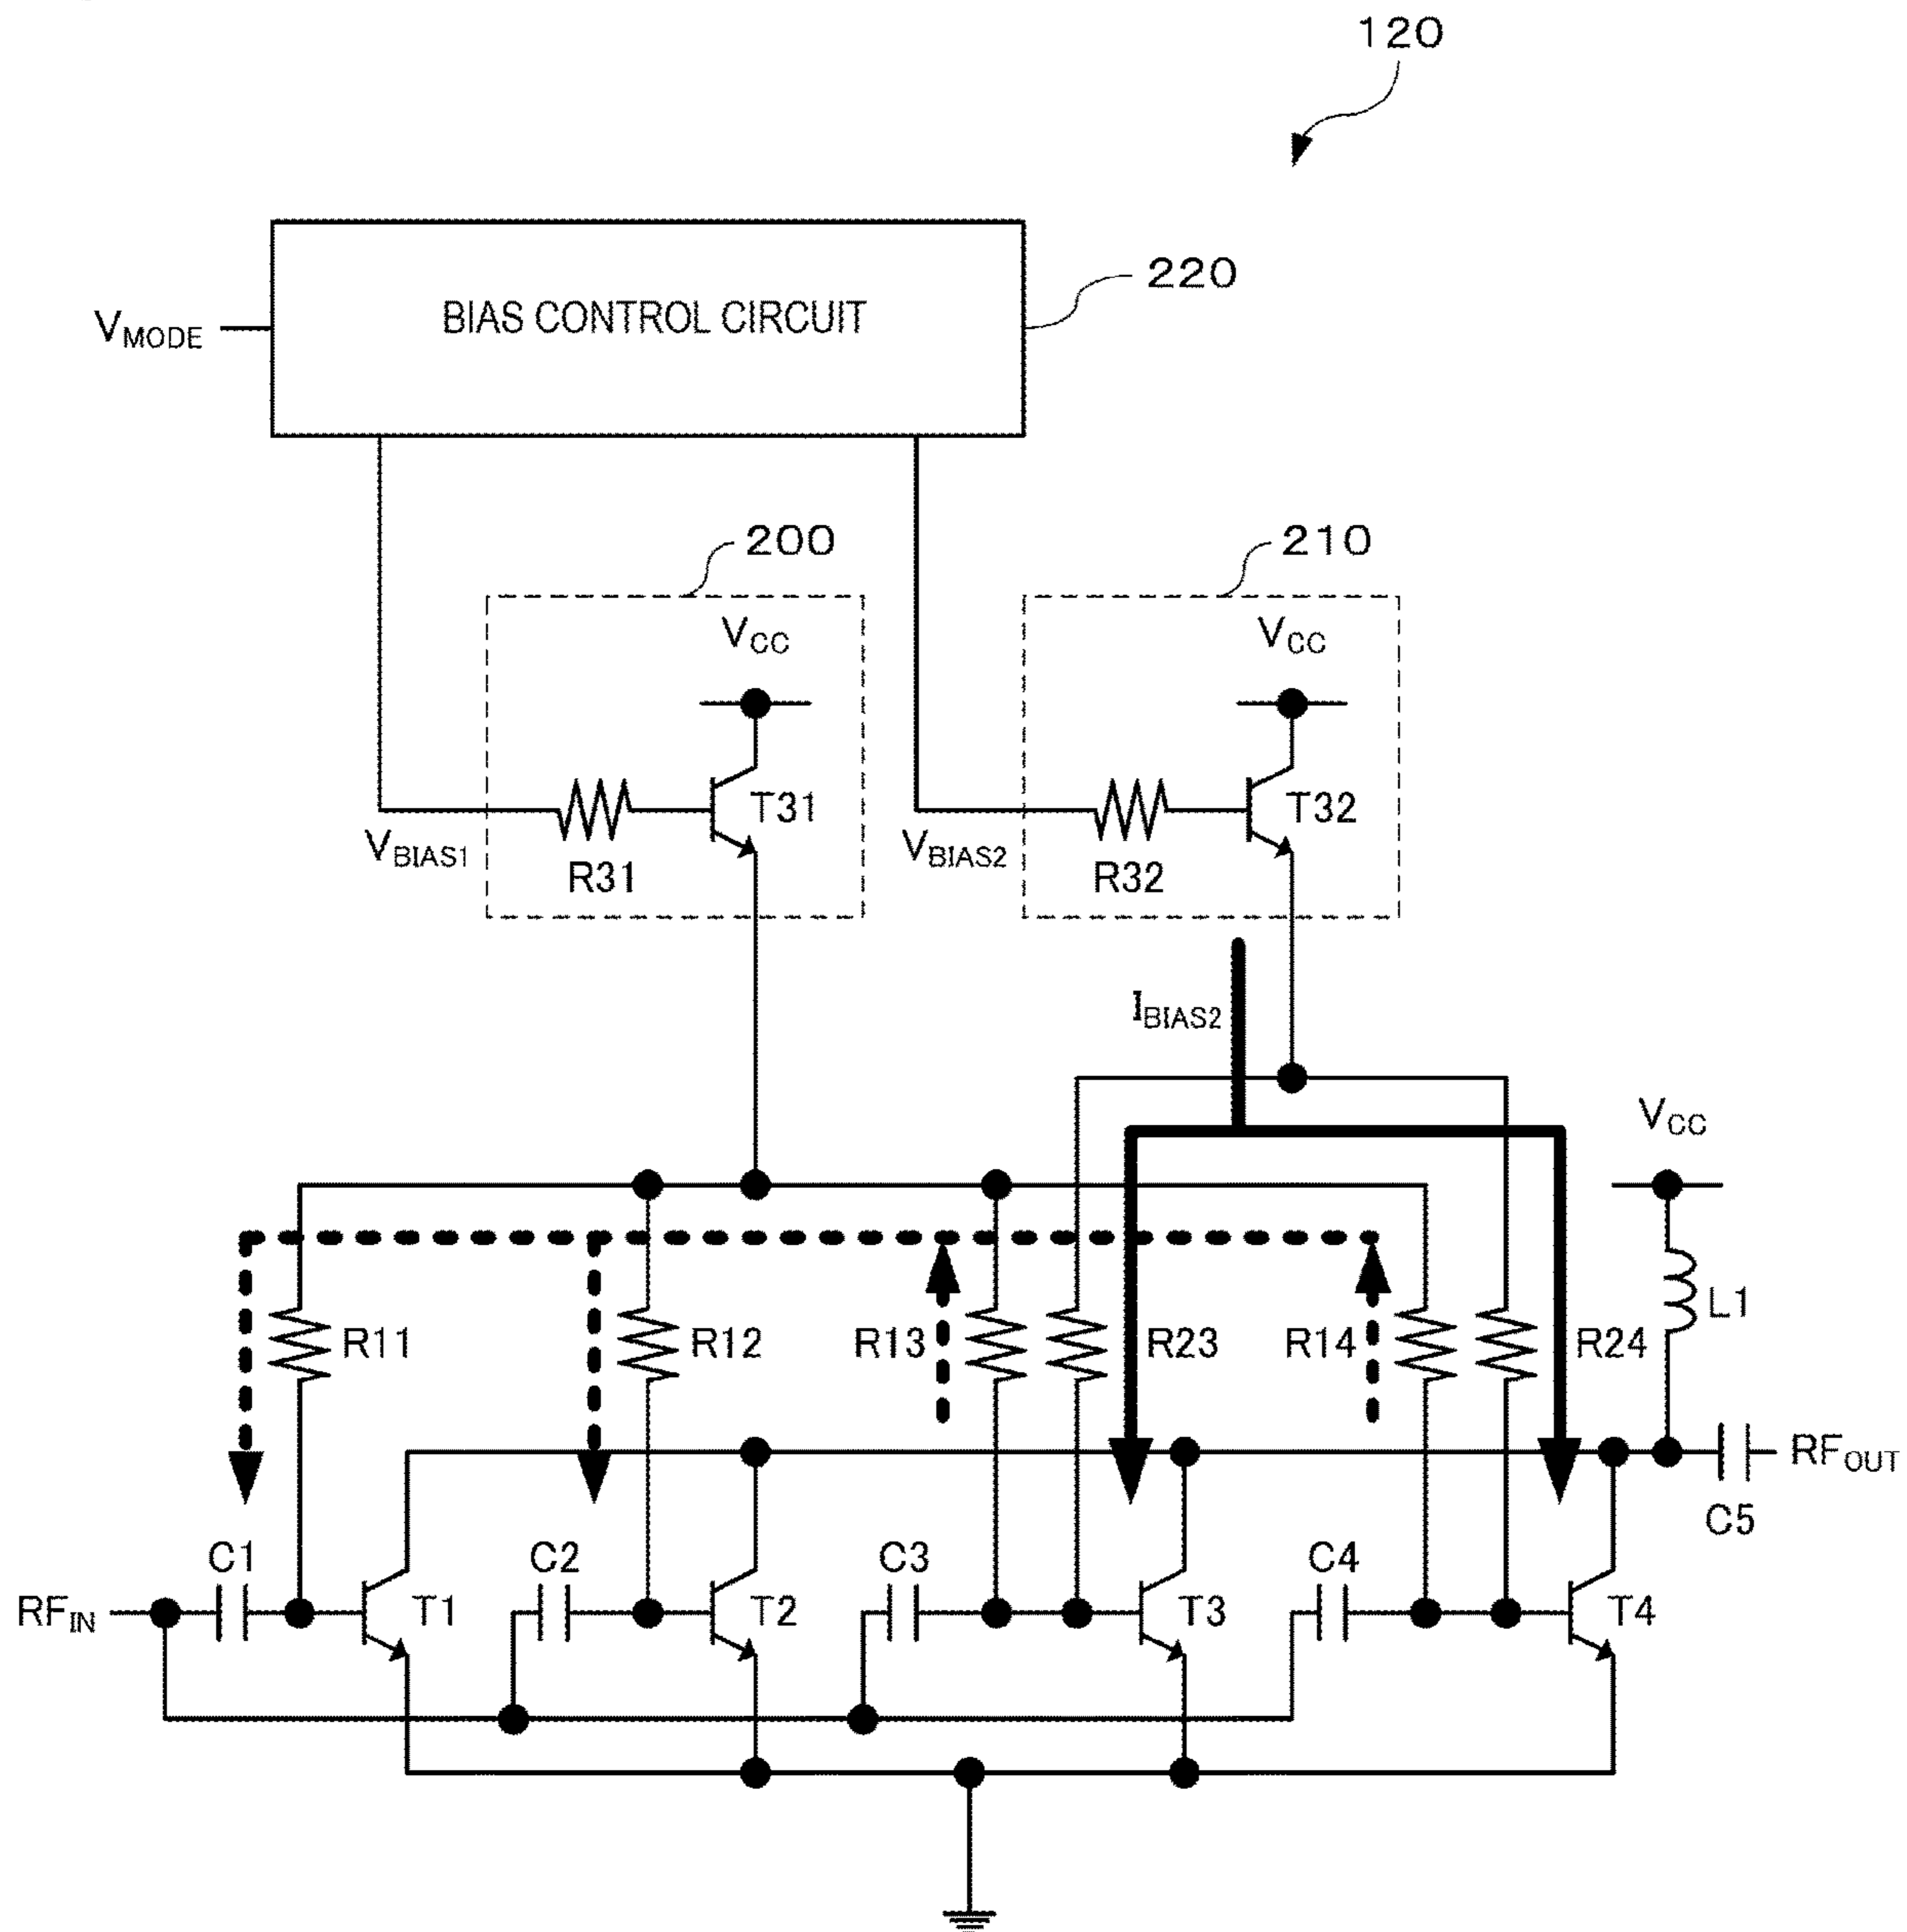 120
220
BIAS CONTROL CIRCUIT
VMODE
200
210
VCC
VCC
T31
T32
VBIAS1
R31
VBIAS2
R32
IBIAS2
VCC
L1
R11
R12
R13
R23
R14
R24
RFOUT
C5
C1
C2
C3
C4
RFIN
T1
T2
T3
T4